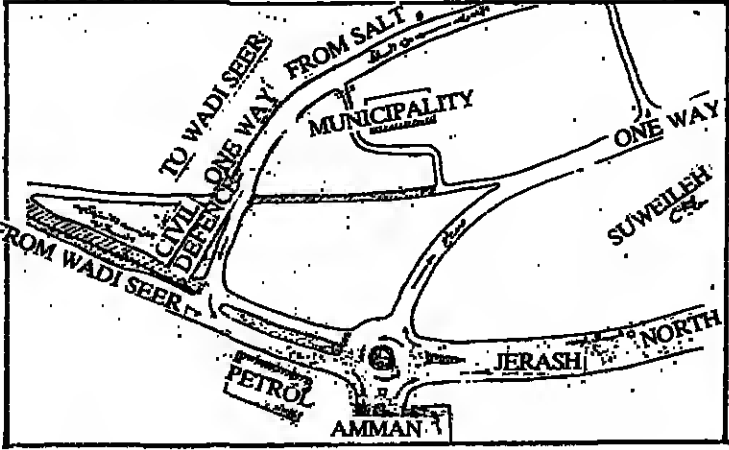 FROM SALT
TO WADI SEER
ONE WAY
MUNICIPALITY
ONE WAY
CIVIL
DEFENCE
SUWEILEH
FROM WADI SEER
NORTH
JERASH
PETROL
AMMAN